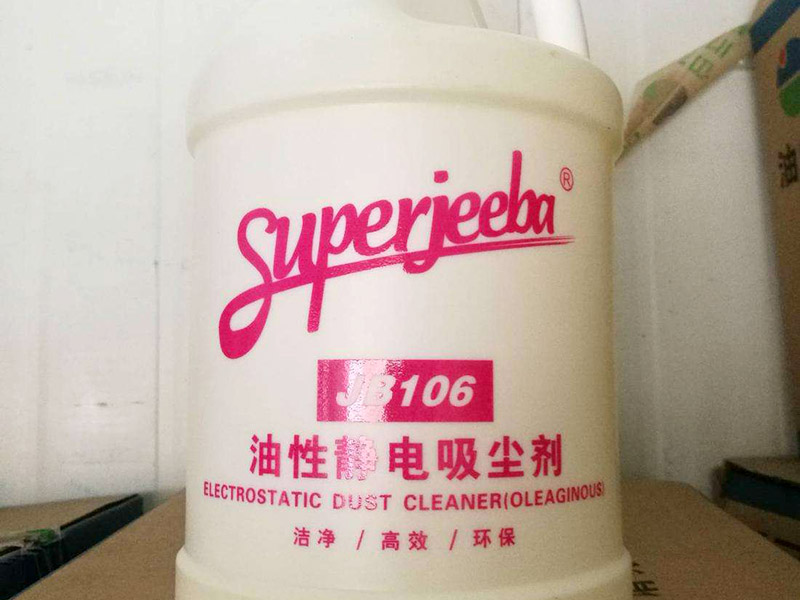 superjeeba®
JB106
油性静电吸尘剂
ELECTROSTATIC DUST CLEANER(OLEAGINOUS)
洁净 / 高效 / 环保